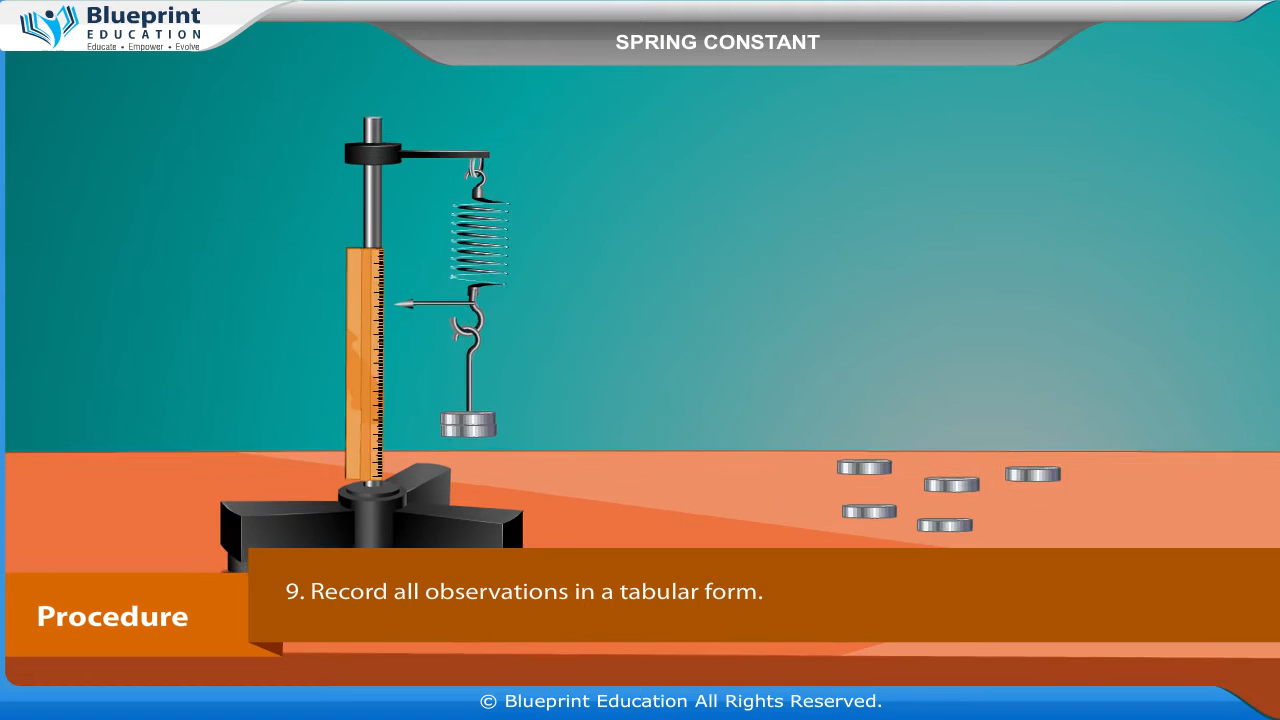 Blueprint
EDUCATION
Educate • Empower • Evolve
SPRING CONSTANT
9. Record all observations in a tabular form.
Procedure
© Blueprint Education All Rights Reserved.